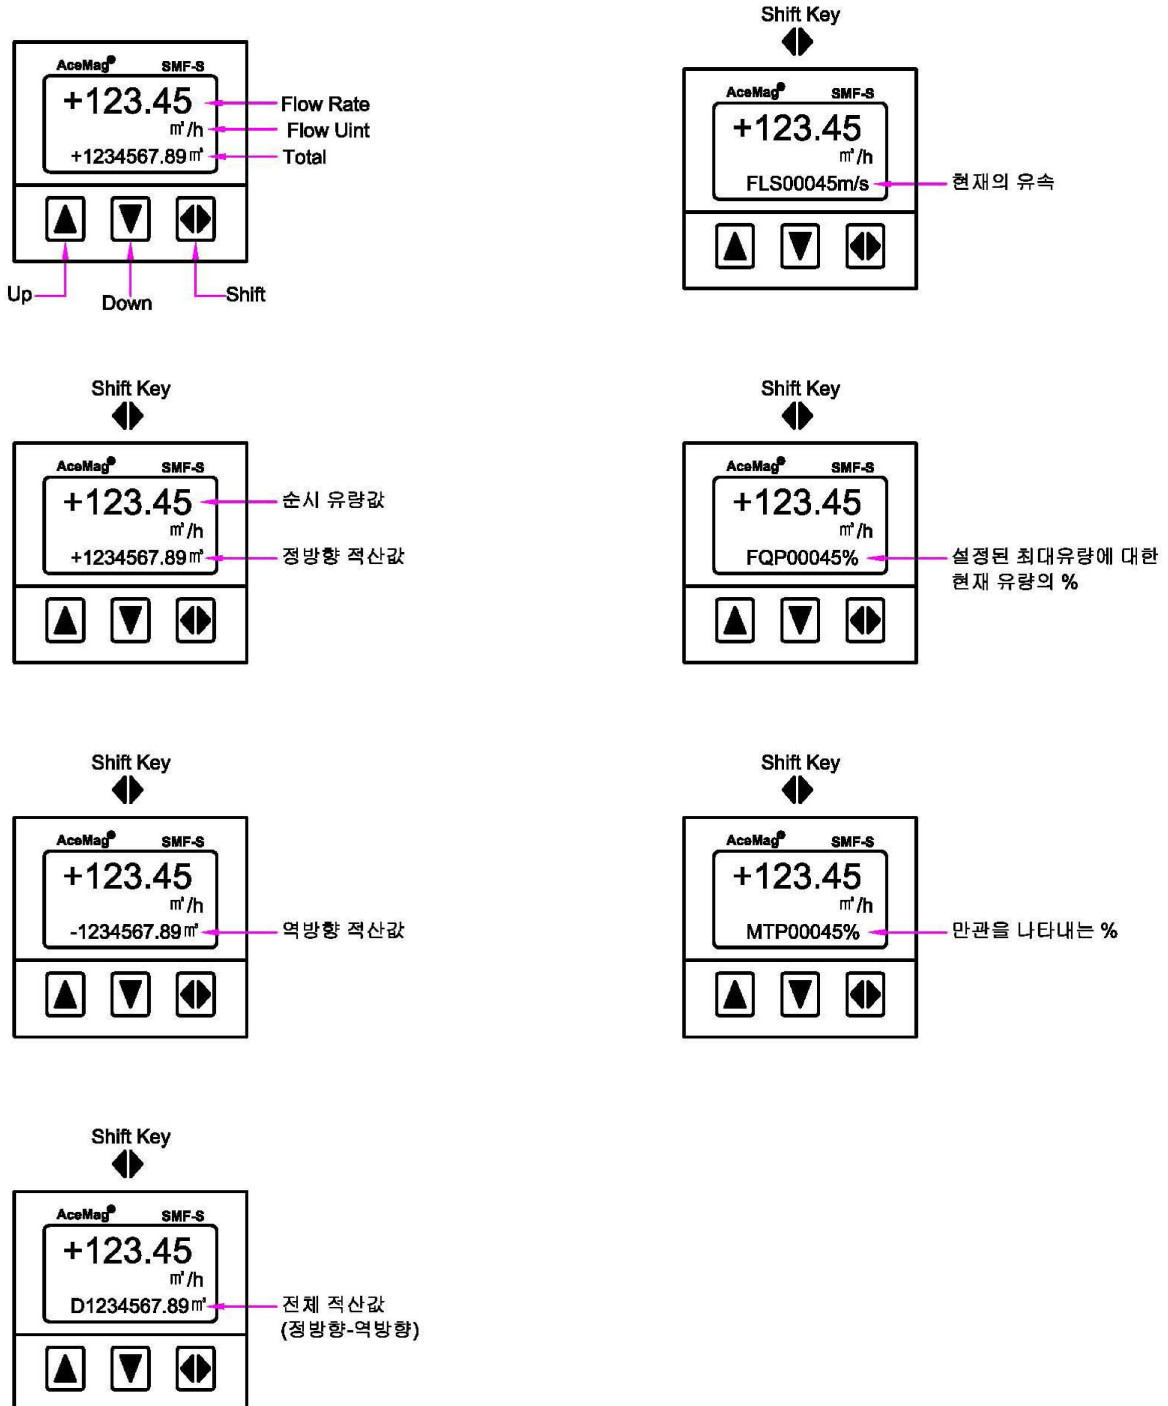 AceMag® SMF-S
+123.45
Flow Rate
㎥/h
Flow Uint
+1234567.89㎥
Total
Up
Down
Shift
Shift Key
AceMag® SMF-S
+123.45
순시 유량값
㎥/h
+1234567.89㎥
정방향 적산값
Shift Key
AceMag® SMF-S
+123.45
㎥/h
-1234567.89㎥
역방향 적산값
Shift Key
AceMag® SMF-S
+123.45
㎥/h
D1234567.89㎥
전체 적산값
(정방향-역방향)
Shift Key
AceMag® SMF-S
+123.45
㎥/h
FLS00045m/s
현재의 유속
Shift Key
AceMag® SMF-S
+123.45
㎥/h
FQP00045%
설정된 최대유량에 대한
현재 유량의 %
Shift Key
AceMag® SMF-S
+123.45
㎥/h
MTP00045%
만관을 나타내는 %